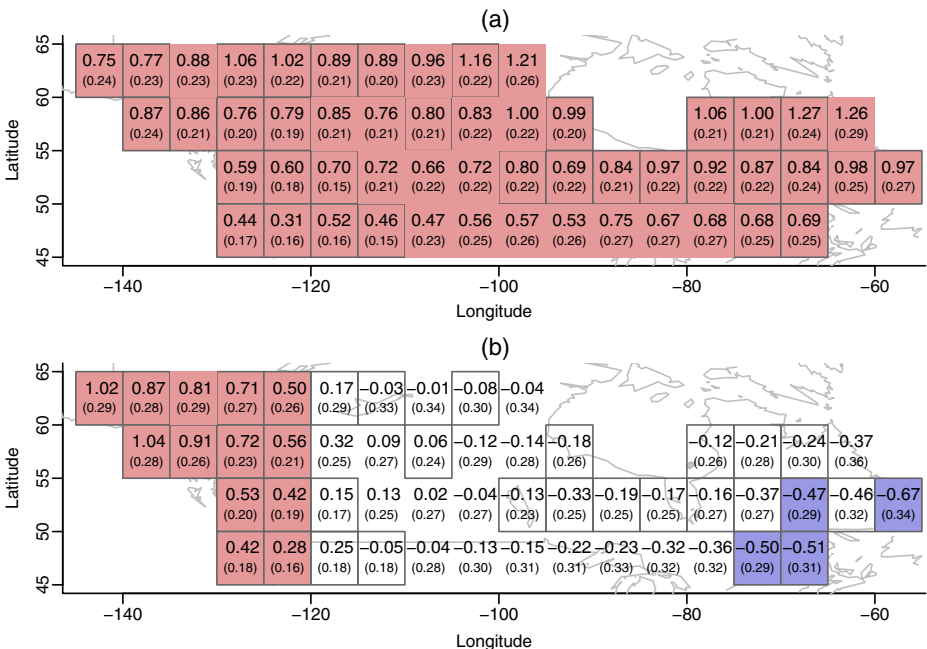 (a)
65
0.75 0.77 0.88 1.06 1.02 0.89 0.89 0.96 1.16 1.21
(0.24) (0.23) (0.23) (0.23) (0.22) (0.21) (0.20) (0.23) (0.22) (0.26)
60
0.87 0.86 0.76 0.79 0.85 0.76 0.80 0.83 1.00 0.99 1.06 1.00 1.27 1.26
(0.24) (0.21) (0.20) (0.19) (0.21) (0.21) (0.21) (0.22) (0.22) (0.20) (0.21) (0.21) (0.24) (0.29)
Latitude
55
0.59 0.60 0.70 0.72 0.66 0.72 0.80 0.69 0.84 0.97 0.92 0.87 0.84 0.98 0.97
(0.19) (0.18) (0.15) (0.21) (0.22) (0.22) (0.22) (0.22) (0.21) (0.22) (0.22) (0.22) (0.24) (0.25) (0.27)
50
0.44 0.31 0.52 0.46 0.47 0.56 0.57 0.53 0.75 0.67 0.68 0.68 0.69
(0.17) (0.16) (0.16) (0.15) (0.23) (0.25) (0.26) (0.26) (0.27) (0.27) (0.27) (0.25) (0.25)
45
−140 −120 −100 −80 −60
Longitude
(b)
65
1.02 0.87 0.81 0.71 0.50 0.17 −0.03 −0.01 −0.08 −0.04
(0.29) (0.28) (0.29) (0.27) (0.26) (0.29) (0.33) (0.34) (0.30) (0.34)
60
1.04 0.91 0.72 0.56 0.32 0.09 0.06 −0.12 −0.14 −0.18 −0.12 −0.21 −0.24 −0.37
(0.28) (0.26) (0.23) (0.21) (0.25) (0.27) (0.24) (0.29) (0.28) (0.26) (0.26) (0.28) (0.30) (0.36)
Latitude
55
0.53 0.42 0.15 0.13 0.02 −0.04 −0.13 −0.33 −0.19 −0.17 −0.16 −0.37 −0.47 −0.46 −0.67
(0.20) (0.19) (0.17) (0.25) (0.27) (0.27) (0.23) (0.25) (0.25) (0.25) (0.27) (0.27) (0.29) (0.32) (0.34)
50
0.42 0.28 0.25 −0.05 −0.04 −0.13 −0.15 −0.22 −0.23 −0.32 −0.36 −0.50 −0.51
(0.18) (0.16) (0.18) (0.18) (0.28) (0.30) (0.31) (0.31) (0.33) (0.32) (0.32) (0.29) (0.31)
45
−140 −120 −100 −80 −60
Longitude